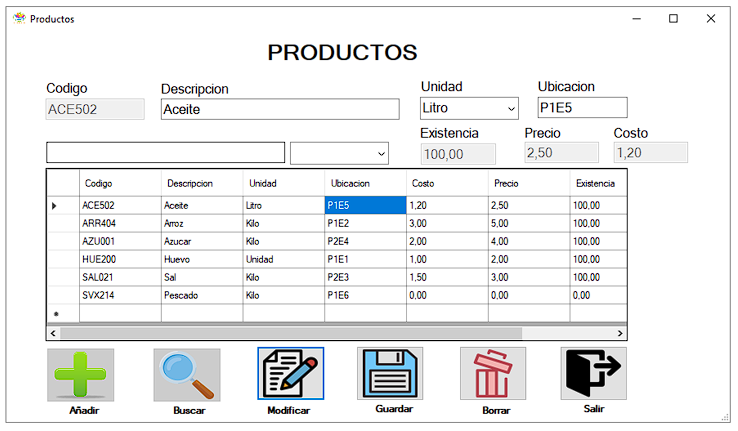 Productos
PRODUCTOS
Codigo Descripcion Unidad Ubicacion
ACE502 Aceite Litro P1E5
Existencia Precio Costo
100,00 2,50 1,20
Codigo Descripcion Unidad Ubicacion Costo Precio Existencia
ACE502 Aceite Litro P1E5 1,20 2,50 100,00
ARR404 Arroz Kilo P1E2 3,00 5,00 100,00
AZU001 Azucar Kilo P2E4 2,00 4,00 100,00
HUE200 Huevo Unidad P1E1 1,00 2,00 100,00
SAL021 Sal Kilo P2E3 1,50 3,00 100,00
SVX214 Pescado Kilo P1E6 0,00 0,00 0,00
Añadir Buscar Modificar Guardar Borrar Salir